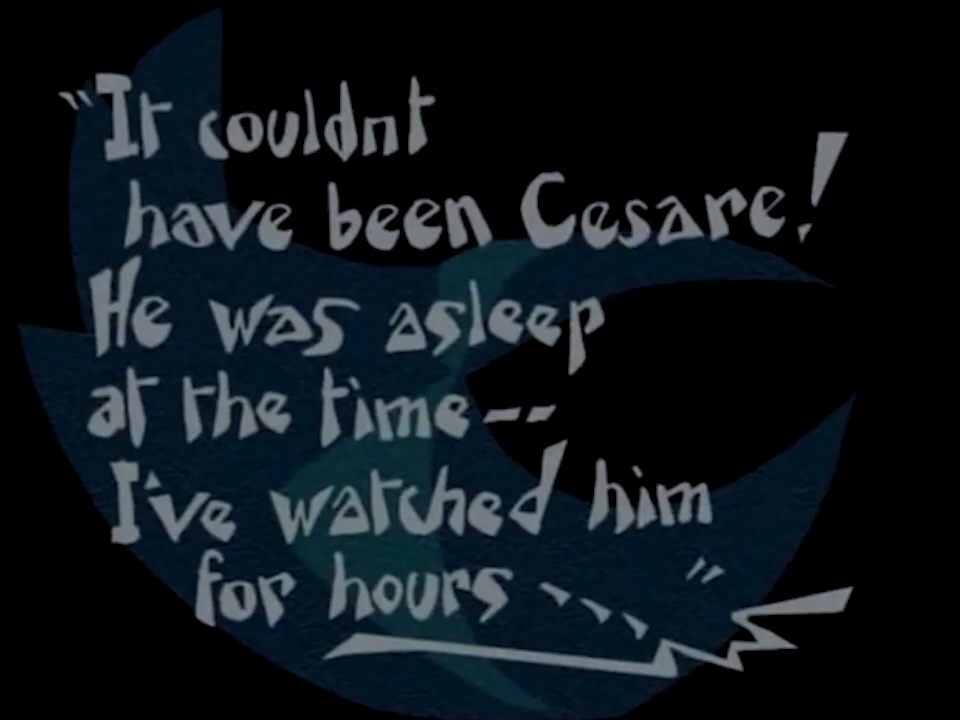 "It couldnt
have been Cesare!
He was asleep
at the time--
I've watched him
for hours ----"